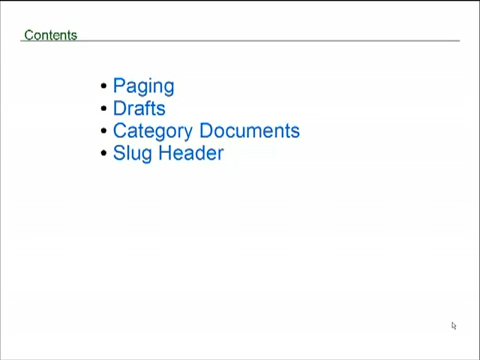 Contents
• Paging
• Drafts
• Category Documents
• Slug Header